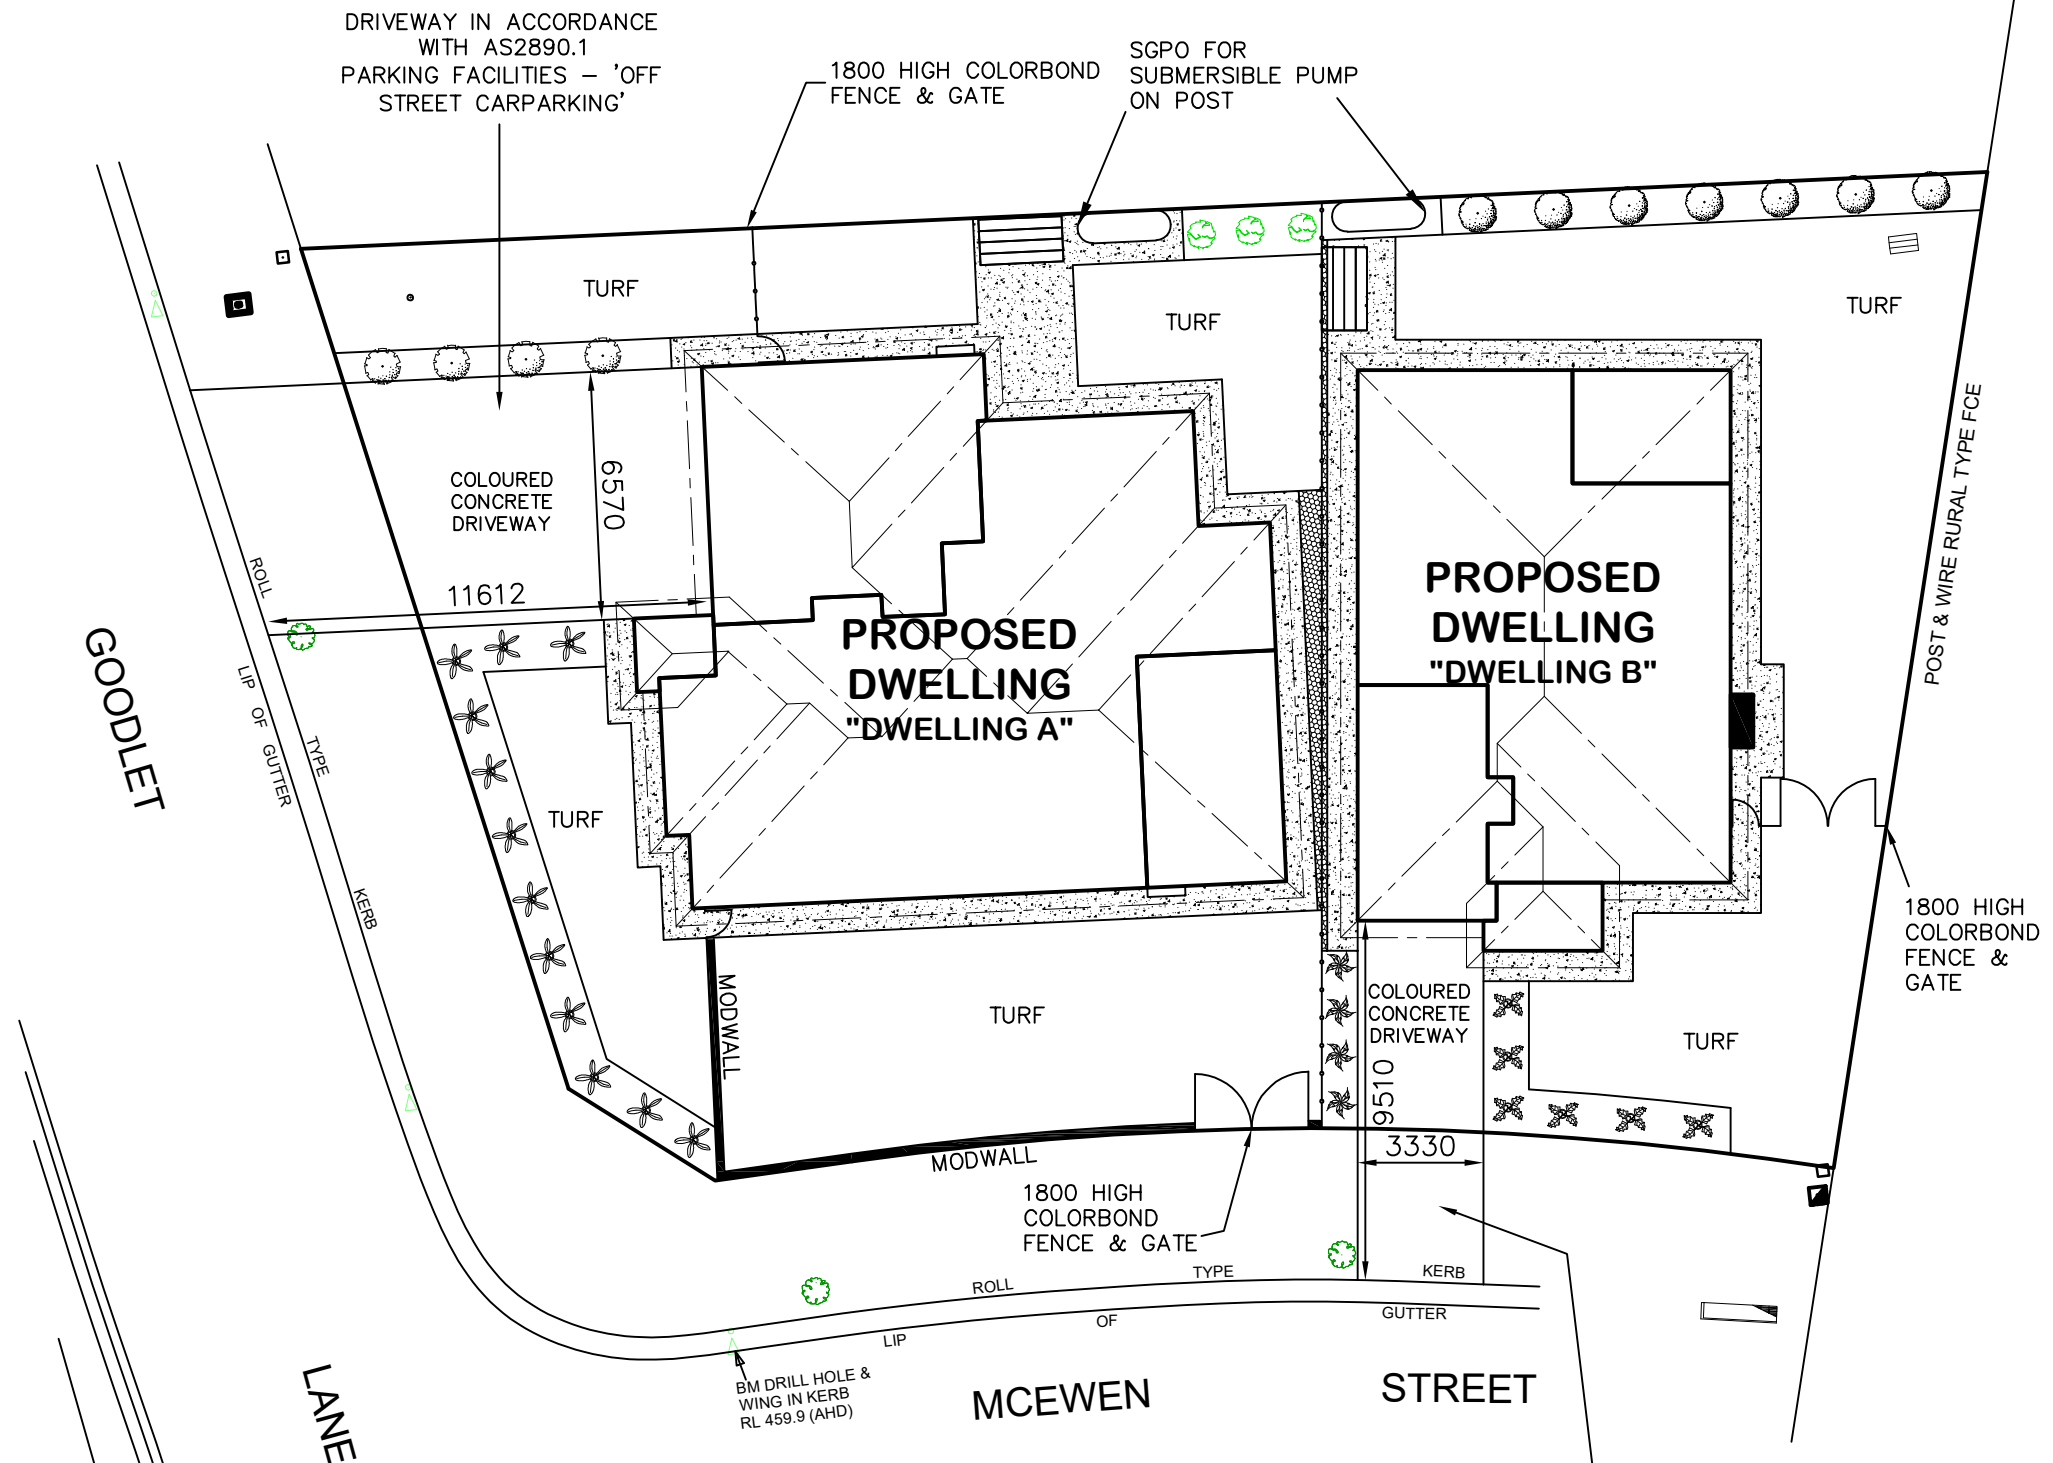 DRIVEWAY IN ACCORDANCE
WITH AS2890.1
PARKING FACILITIES – 'OFF
STREET CARPARKING'
1800 HIGH COLORBOND
FENCE & GATE
SGPO FOR
SUBMERSIBLE PUMP
ON POST
TURF
TURF
TURF
COLOURED
CONCRETE
DRIVEWAY
6570
11612
PROPOSED
DWELLING
"DWELLING A"
PROPOSED
DWELLING
"DWELLING B"
POST & WIRE RURAL TYPE FCE
GOODLET
LANE
ROLL
TYPE
KERB
LIP OF GUTTER
TURF
MODWALL
TURF
COLOURED
CONCRETE
DRIVEWAY
9510
3330
TURF
1800 HIGH
COLORBOND
FENCE &
GATE
MODWALL
1800 HIGH
COLORBOND
FENCE & GATE
ROLL TYPE KERB
LIP OF GUTTER
BM DRILL HOLE &
WING IN KERB
RL 459.9 (AHD)
MCEWEN STREET